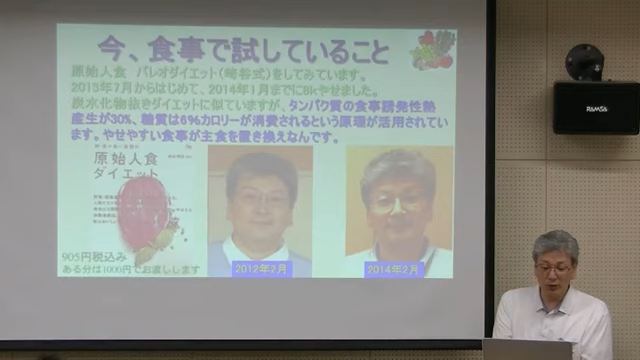 今、食事で試していること
原始人食 パレオダイエット(崎谷式)をしてみています。
2013年7月からはじめて、2014年1月までに8kやせました。
炭水化物抜きダイエットに似ていますが、タンパク質の食事誘発性熱
産生が30%、糖質は6%カロリーが消費されるという原理が活用されてい
ます。やせやすい食事が主食を置き換えなんです。
原始人食
ダイエット
905円税込み
ある分は1000円でお渡しします
2012年2月
2014年2月
RAMSA